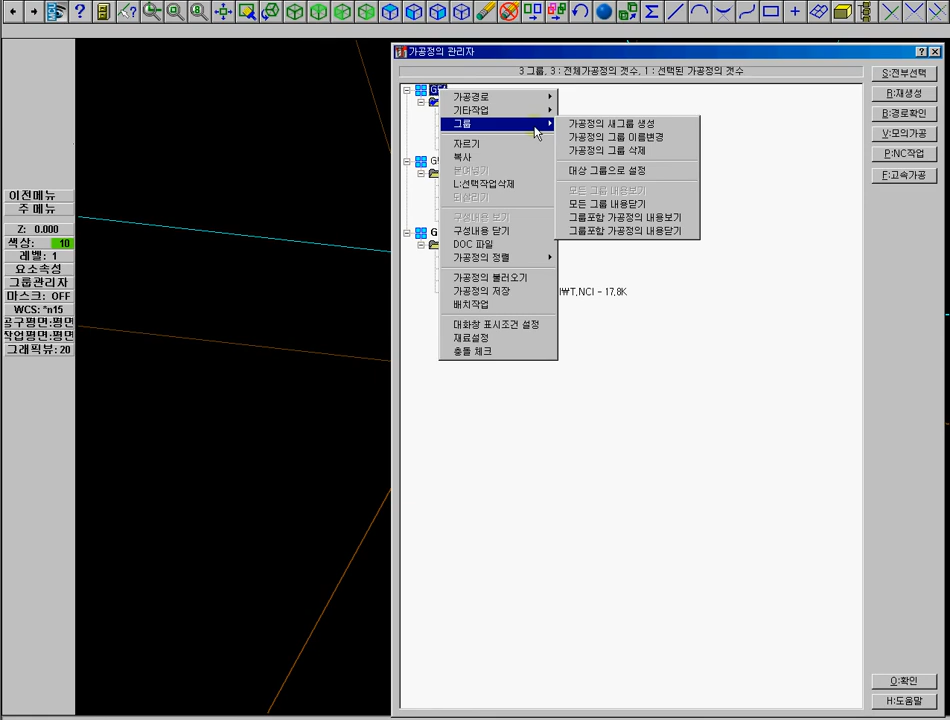 가공정의 관리자
3 그룹, 3 : 전체가공정의 갯수, 1 : 선택된 가공정의 갯수
S:전부선택
R:재생성
B:경로확인
V:모의가공
P:NC작업
F:고속가공
가공경로
기타작업
그룹
자르기
복사
붙여넣기
L:선택작업삭제
되살리기
구성내용 보기
구성내용 닫기
DOC 파일
가공정의 정렬
가공정의 불러오기
가공정의 저장
배치작업
대화창 표시조건 설정
재료설정
충돌 체크
가공정의 새그룹 생성
가공정의 그룹 이름변경
가공정의 그룹 삭제
대상 그룹으로 설정
모든 그룹 내용보기
모든 그룹 내용닫기
그룹포함 가공정의 내용보기
그룹포함 가공정의 내용닫기
₩T.NCI - 17.8K
이전메뉴
주 메뉴
Z: 0.000
색상: 10
레벨: 1
요소속성
그룹관리자
마스크: OFF
WCS: *n15
공구평면:평면
작업평면:평면
그래픽뷰: 20
O:확인
H:도움말